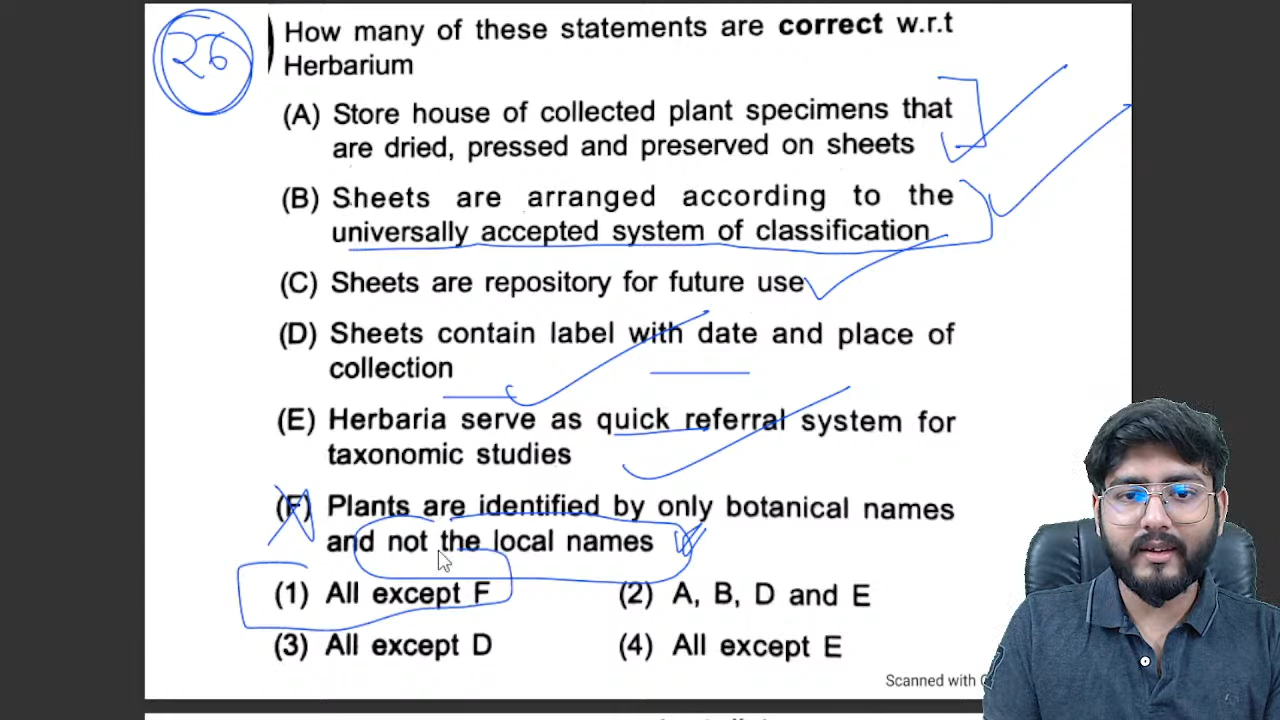 26
How many of these statements are correct w.r.t
Herbarium
(A) Store house of collected plant specimens that
are dried, pressed and preserved on sheets
(B) Sheets are arranged according to the
universally accepted system of classification
(C) Sheets are repository for future use
(D) Sheets contain label with date and place of
collection
(E) Herbaria serve as quick referral system for
taxonomic studies
(F) Plants are identified by only botanical names
and not the local names
(1) All except F (2) A, B, D and E
(3) All except D (4) All except E
Scanned with